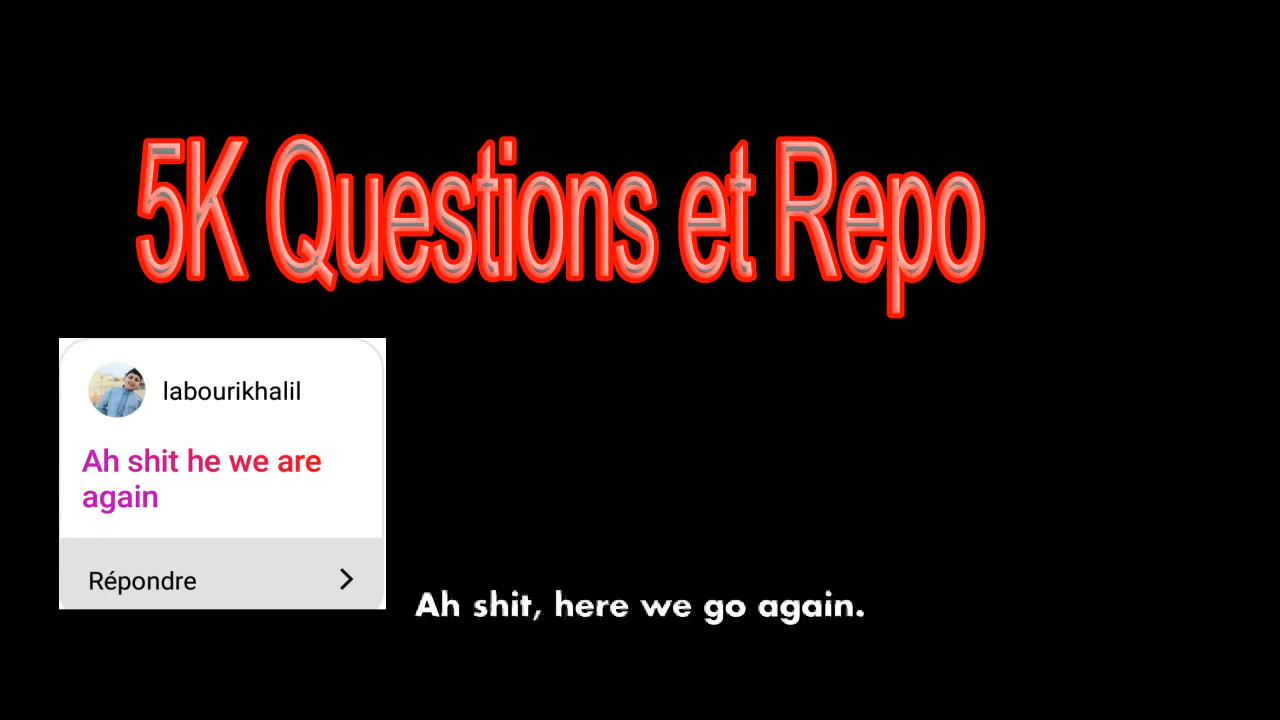 5K Questions et Repo
labourikhalil
Ah shit he we are
again
Répondre
Ah shit, here we go again.